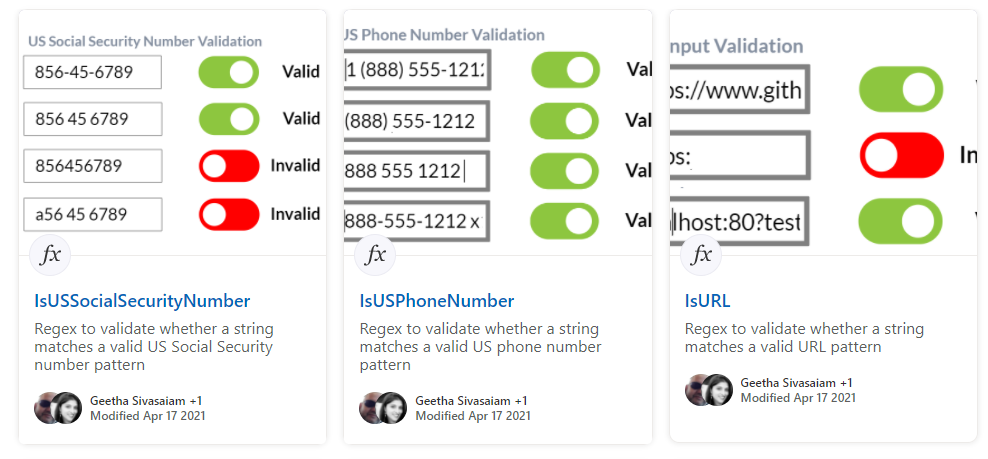 US Social Security Number Validation
856-45-6789
Valid
856 45 6789
Valid
856456789
Invalid
a56 45 6789
Invalid
fx
IsUSSocialSecurityNumber
Regex to validate whether a string
matches a valid US Social Security
number pattern
Geetha Sivasaiam +1
Modified Apr 17 2021
US Phone Number Validation
1 (888) 555-1212
Val
(888) 555-1212
Val
888 555 1212
Val
888-555-1212 x
Val
fx
IsUSPhoneNumber
Regex to validate whether a string
matches a valid US phone number
pattern
Geetha Sivasaiam +1
Modified Apr 17 2021
nput Validation
ps://www.gith
ps:
In
lhost:80?test
fx
IsURL
Regex to validate whether a string
matches a valid URL pattern
Geetha Sivasaiam +1
Modified Apr 17 2021